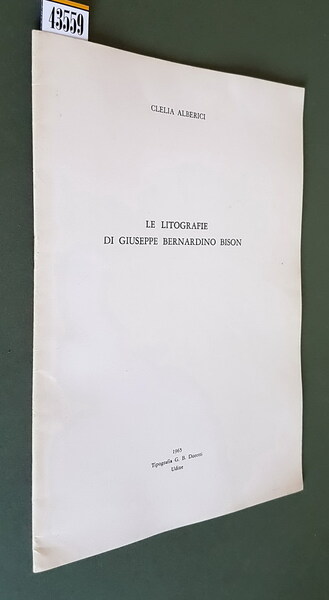 43559
CLELIA ALBERICI
LE LITOGRAFIE
DI GIUSEPPE BERNARDINO BISON
1965
Tipografia G. B. Doretti
Udine